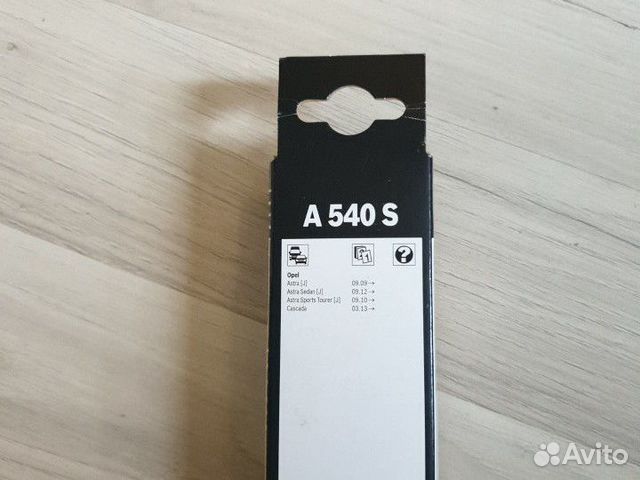 A 540 S
Opel
Astra [J] 09.09→
Astra Sedan [J] 09.12→
Astra Sports Tourer [J] 09.10→
Cascada 03.13→
Avito